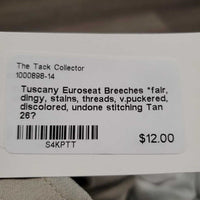 The Tack Collector
1000898-14
Tuscany Euroseat Breeches *fair,
dingy, stains, threads, v.puckered,
discolored, undone stitching Tan
26?
$12.00
S4KPTT